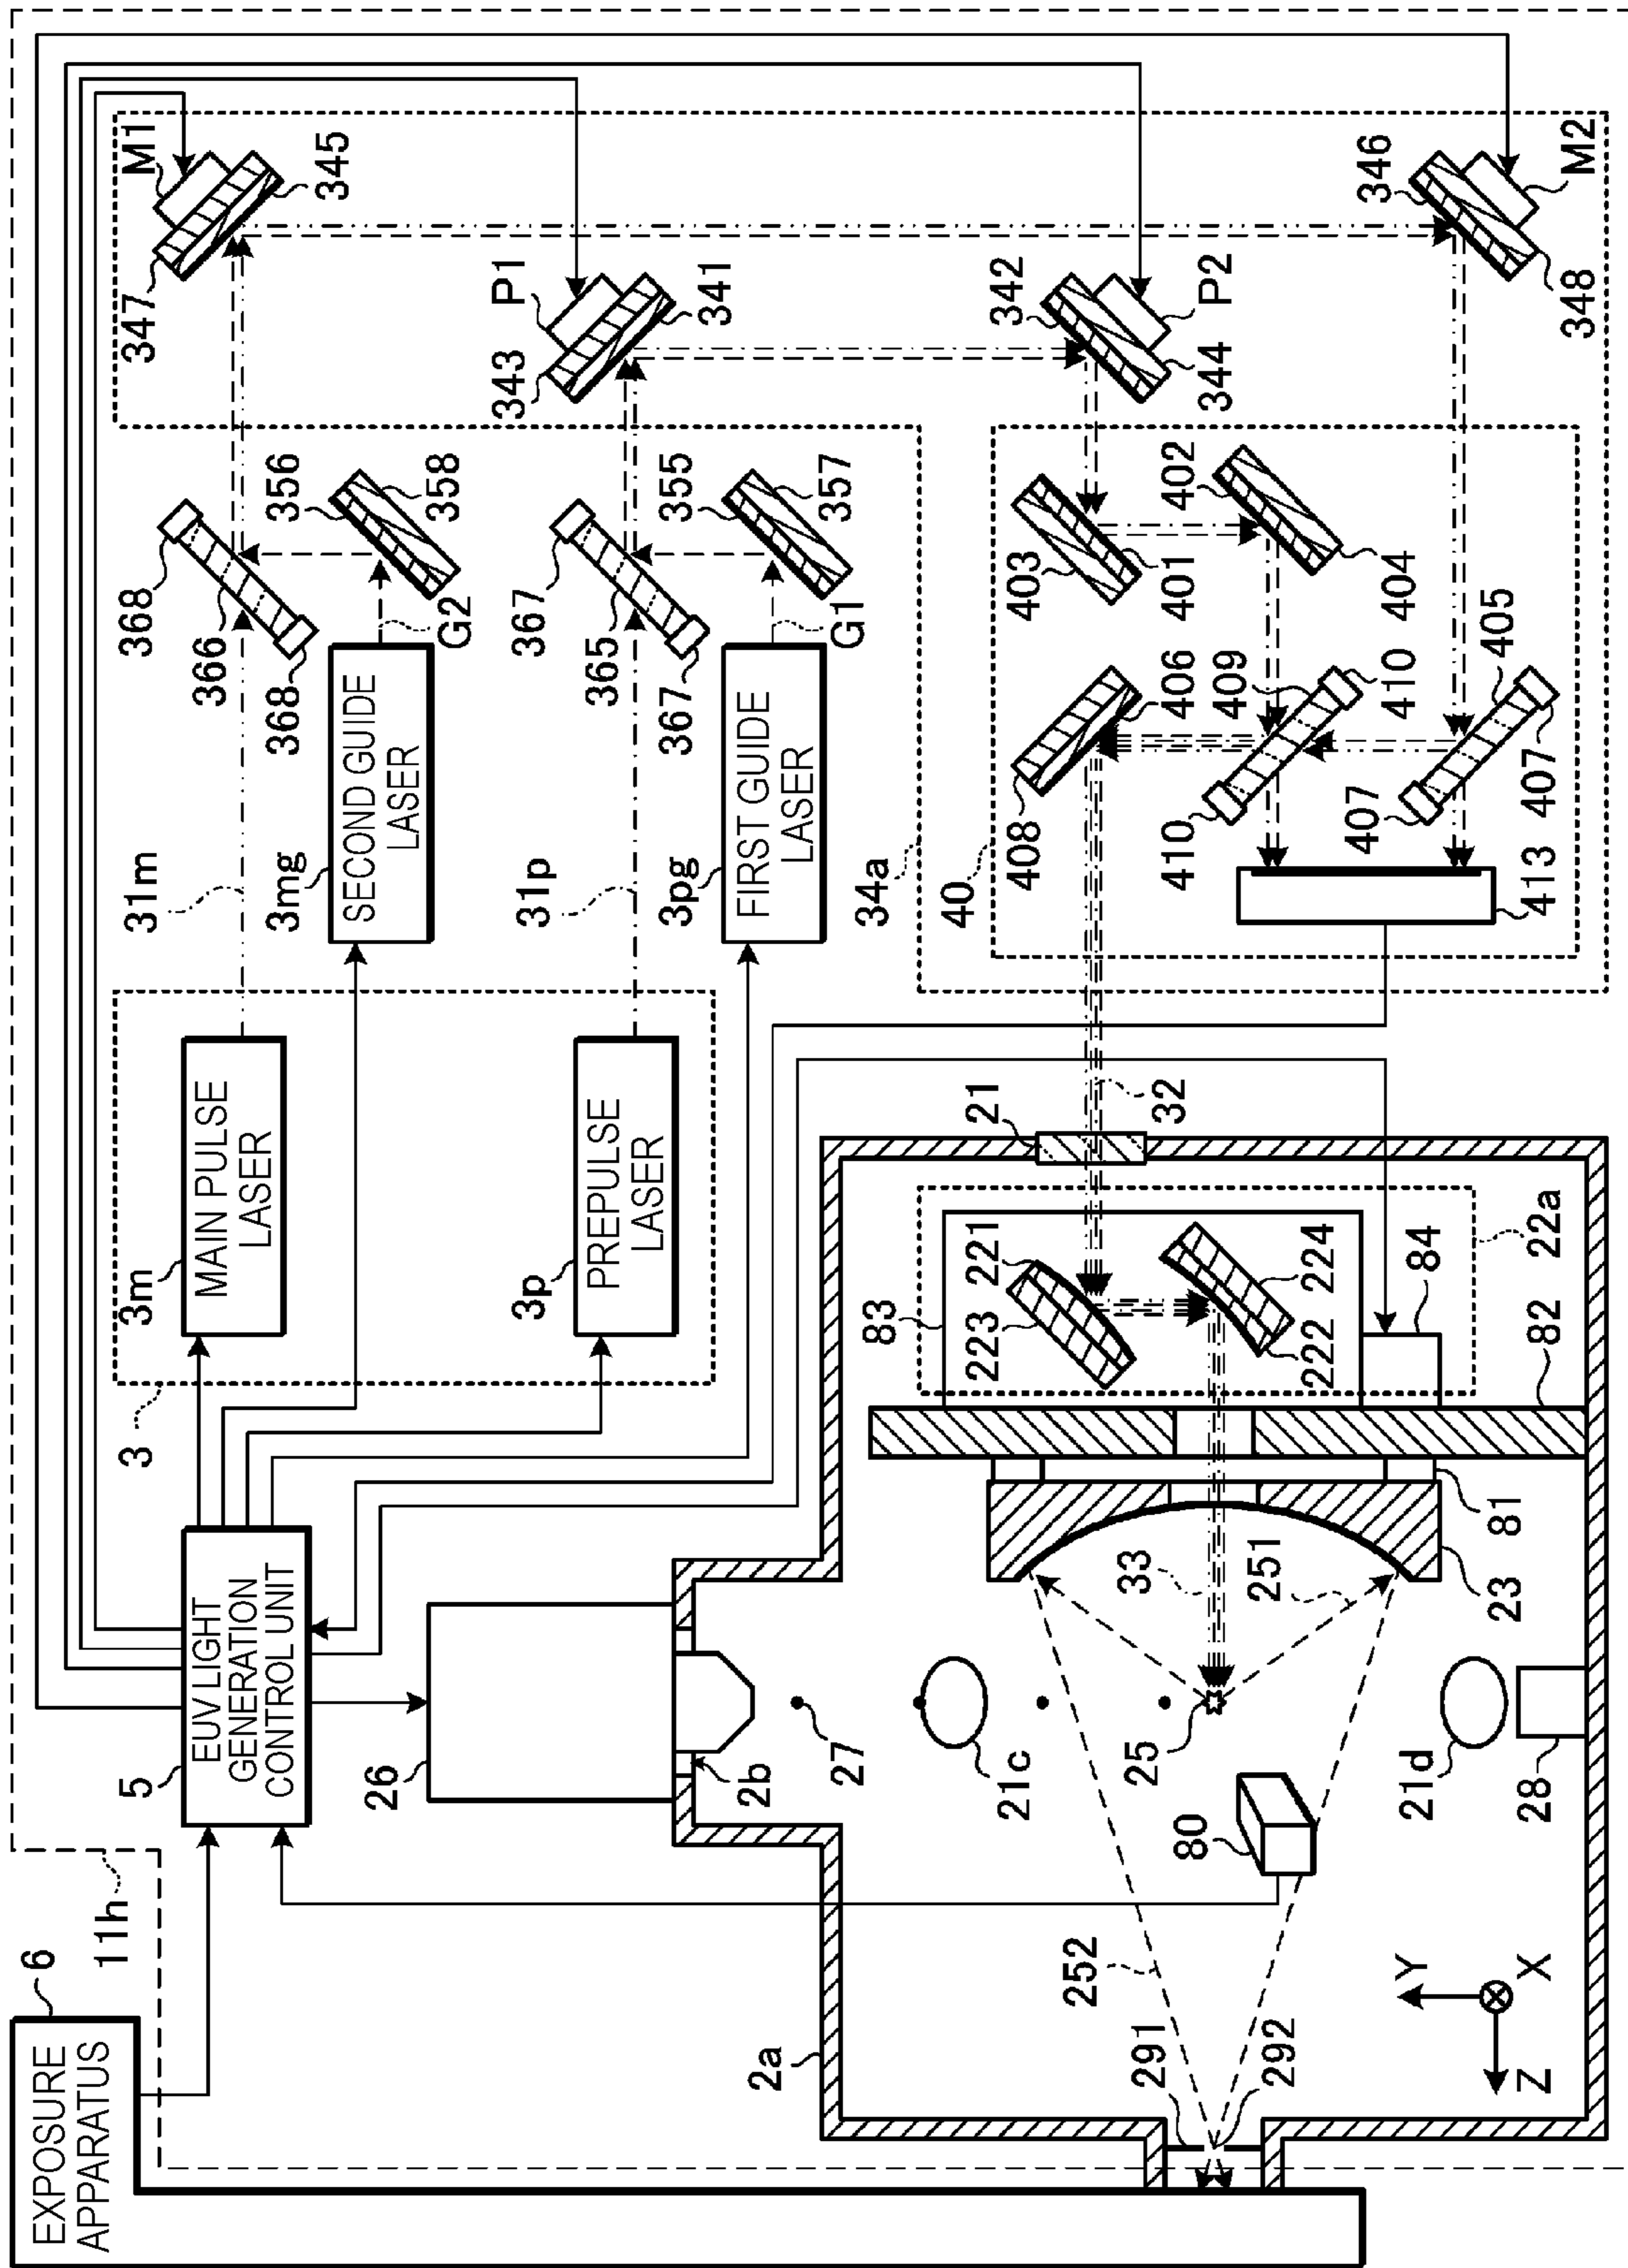 EXPOSURE
APPARATUS
6
11h
5
EUV LIGHT
GENERATION
CONTROL UNIT
3
3m
MAIN PULSE
LASER
31m
3p
PREPULSE
LASER
31p
3mg
SECOND GUIDE
LASER
G2
3pg
FIRST GUIDE
LASER
G1
368
366
368
356
358
367
365
367
355
357
M1
347
345
P1
343
341
342
P2
344
346
M2
348
34a
40
403
401
402
404
408
406
409
410
410
405
407
407
413
26
2b
27
2a
21c
25
80
21d
28
252
291
292
Y
Z
X
33
251
23
81
82
83
84
22a
221
223
222
224
21
32